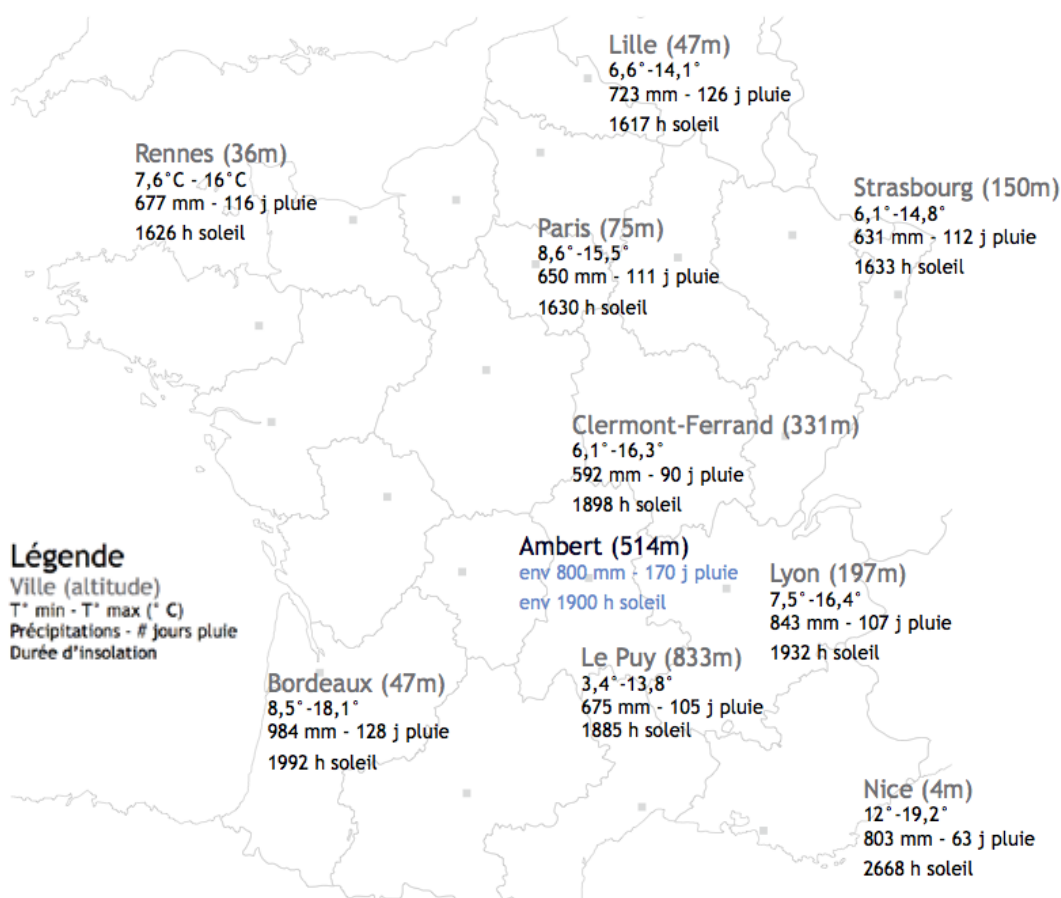 Lille (47m)
6,6°-14,1°
723 mm - 126 j pluie
1617 h soleil
Rennes (36m)
7,6°C - 16°C
677 mm - 116 j pluie
1626 h soleil
Strasbourg (150m)
6,1°-14,8°
631 mm - 112 j pluie
1633 h soleil
Paris (75m)
8,6°-15,5°
650 mm - 111 j pluie
1630 h soleil
Clermont-Ferrand (331m)
6,1°-16,3°
592 mm - 90 j pluie
1898 h soleil
Ambert (514m)
env 800 mm - 170 j pluie
env 1900 h soleil
Légende
Ville (altitude)
T° min - T° max (° C)
Précipitations - # jours pluie
Durée d'insolation
Lyon (197m)
7,5°-16,4°
843 mm - 107 j pluie
1932 h soleil
Le Puy (833m)
3,4°-13,8°
675 mm - 105 j pluie
1885 h soleil
Bordeaux (47m)
8,5°-18,1°
984 mm - 128 j pluie
1992 h soleil
Nice (4m)
12°-19,2°
803 mm - 63 j pluie
2668 h soleil